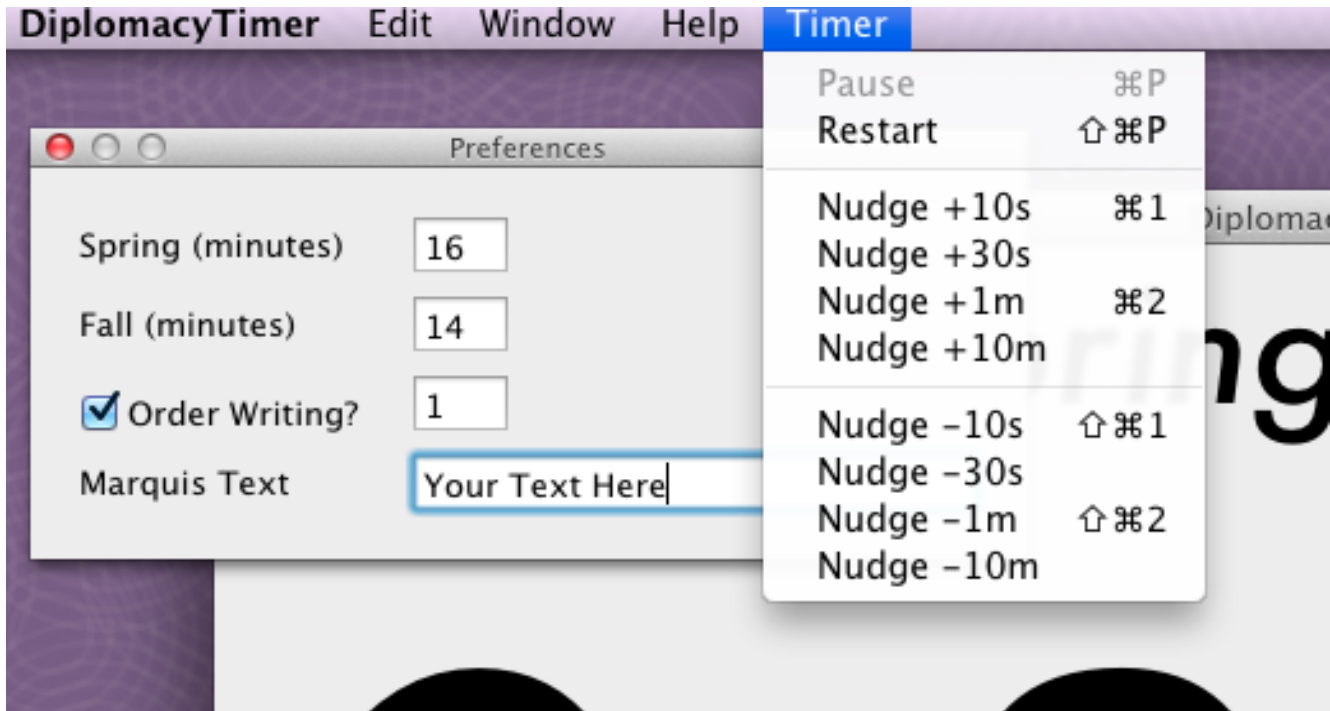 DiplomacyTimer Edit Window Help Timer
Pause ⌘P
Restart ⇧⌘P
Nudge +10s ⌘1
Nudge +30s
Nudge +1m ⌘2
Nudge +10m
Nudge −10s ⇧⌘1
Nudge −30s
Nudge −1m ⇧⌘2
Nudge −10m
Preferences
Spring (minutes) 16
Fall (minutes) 14
Order Writing? 1
Marquis Text Your Text Here